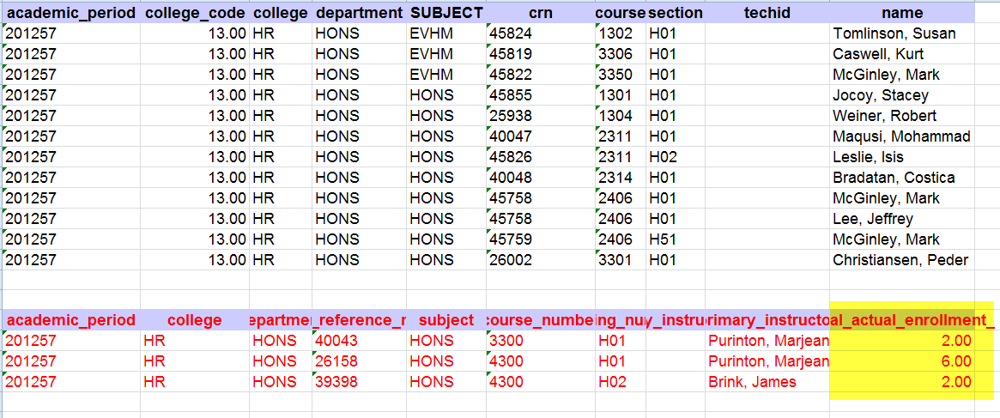 academic_period college_code college department SUBJECT crn course section techid name
201257 13.00 HR HONS EVHM 45824 1302 H01 Tomlinson, Susan
201257 13.00 HR HONS EVHM 45819 3306 H01 Caswell, Kurt
201257 13.00 HR HONS EVHM 45822 3350 H01 McGinley, Mark
201257 13.00 HR HONS HONS 45855 1301 H01 Jocoy, Stacey
201257 13.00 HR HONS HONS 25938 1304 H01 Weiner, Robert
201257 13.00 HR HONS HONS 40047 2311 H01 Maqusi, Mohammad
201257 13.00 HR HONS HONS 45826 2311 H02 Leslie, Isis
201257 13.00 HR HONS HONS 40048 2314 H01 Bradatan, Costica
201257 13.00 HR HONS HONS 45758 2406 H01 McGinley, Mark
201257 13.00 HR HONS HONS 45758 2406 H01 Lee, Jeffrey
201257 13.00 HR HONS HONS 45759 2406 H51 McGinley, Mark
201257 13.00 HR HONS HONS 26002 3301 H01 Christiansen, Peder
academic_period college epartmen _reference_n subject course_numbe ing_nu y_instru rimary_instructo al_actual_enrollment_
201257 HR HONS 40043 HONS 3300 H01 Purinton, Marjean 2.00
201257 HR HONS 26158 HONS 4300 H01 Purinton, Marjean 6.00
201257 HR HONS 39398 HONS 4300 H02 Brink, James 2.00